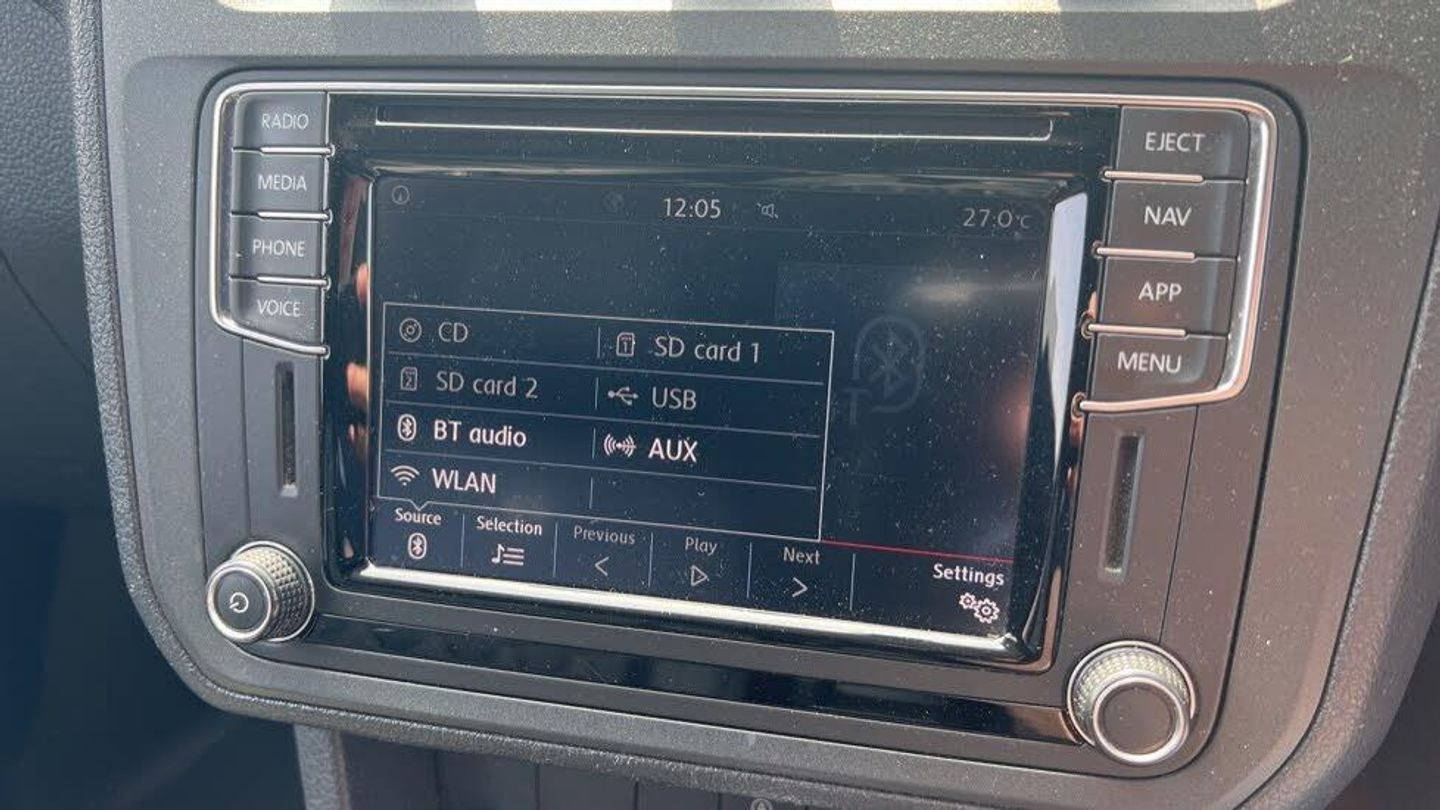 RADIO
MEDIA
PHONE
VOICE
EJECT
NAV
APP
MENU
12:05
27.0°C
CD
SD card 1
SD card 2
USB
BT audio
AUX
WLAN
Source
Selection
Previous
Play
Next
Settings